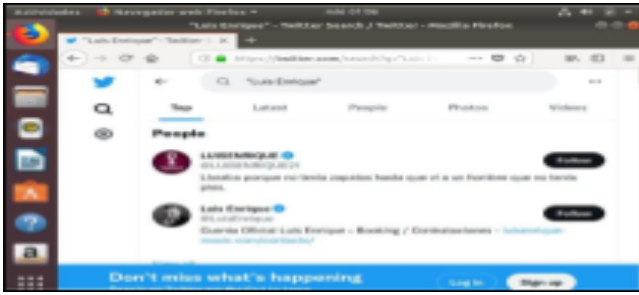 Actividades Navegador web Firefox
"Luis Enrique" - Twitter Search / Twitter - Mozilla Firefox
"Luis Enrique" - Twitter
"Luis Enrique"
Top Latest People Photos Videos
People
LUISENRIQUE
@LUISENRIQUE21
Follow
Lloraba porque no tenía zapatos hasta que vi a un hombre que no tenía
pies.
Luis Enrique
@LuisEnrique
Follow
Cuenta Oficial Luis Enrique - Booking / Contrataciones -
Don't miss what's happening
Log in Sign up